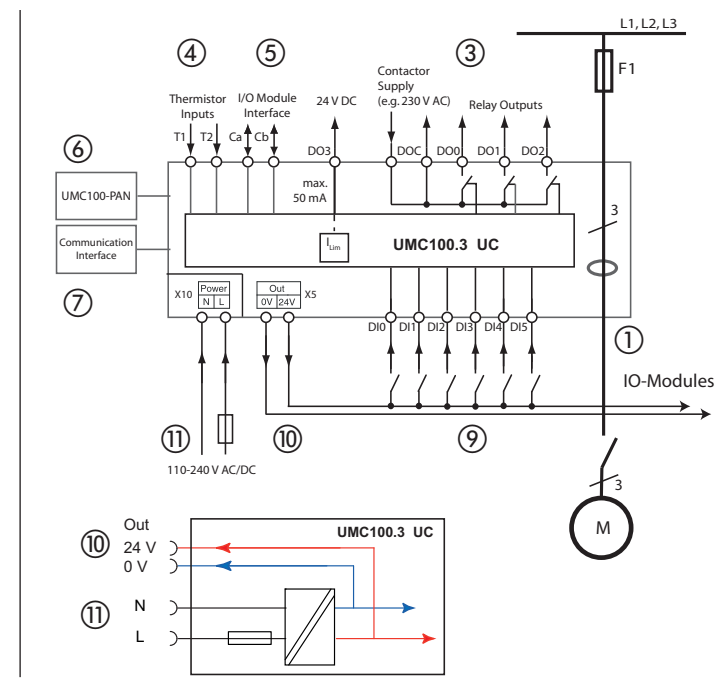 L1, L2, L3
F1
④ ⑤ ③
Contactor
Supply
(e.g. 230 V AC)
Thermistor
Inputs
I/O Module
Interface
24 V DC
Relay Outputs
T1 T2 Ca Cb
DO3 DOC DO0 DO1 DO2
⑥
UMC100-PAN
max.
50 mA
3
Communication
Interface
ILim
UMC100.3 UC
⑦
X10 Power
N L
Out X5
0V 24V
DI0 DI1 DI2 DI3 DI4 DI5
①
IO-Modules
⑪ ⑩ ⑨
110-240 V AC/DC
3
M
Out
UMC100.3 UC
⑩ 24 V
0 V
⑪ N
L